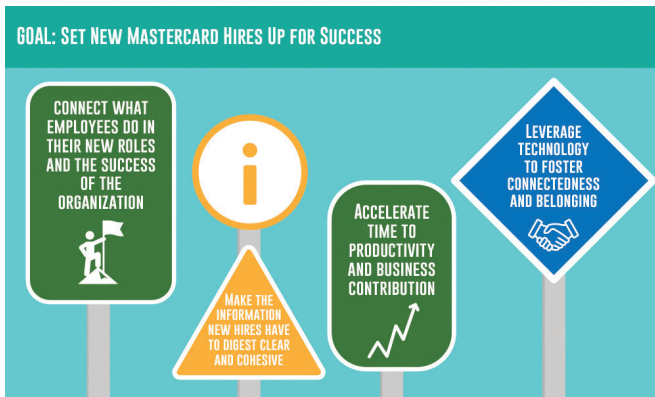 GOAL: SET NEW MASTERCARD HIRES UP FOR SUCCESS
CONNECT WHAT
EMPLOYEES DO IN
THEIR NEW ROLES
AND THE SUCCESS
OF THE
ORGANIZATION
i
MAKE THE
INFORMATION
NEW HIRES HAVE
TO DIGEST CLEAR
AND COHESIVE
ACCELERATE
TIME TO
PRODUCTIVITY
AND BUSINESS
CONTRIBUTION
LEVERAGE
TECHNOLOGY
TO FOSTER
CONNECTEDNESS
AND BELONGING